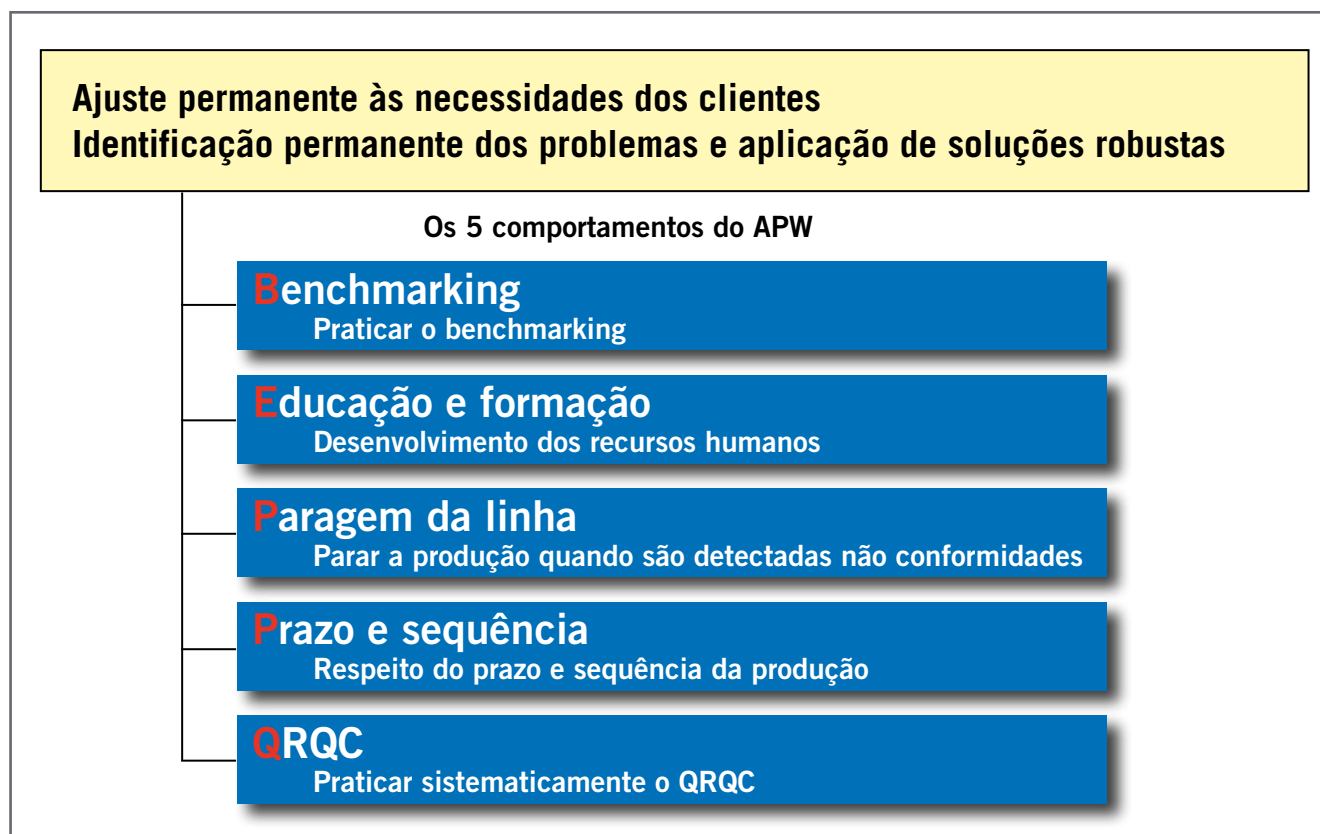 Ajuste permanente às necessidades dos clientes
Identificação permanente dos problemas e aplicação de soluções robustas
Os 5 comportamentos do APW
Benchmarking
Praticar o benchmarking
Educação e formação
Desenvolvimento dos recursos humanos
Paragem da linha
Parar a produção quando são detectadas não conformidades
Prazo e sequência
Respeito do prazo e sequência da produção
QRQC
Praticar sistematicamente o QRQC